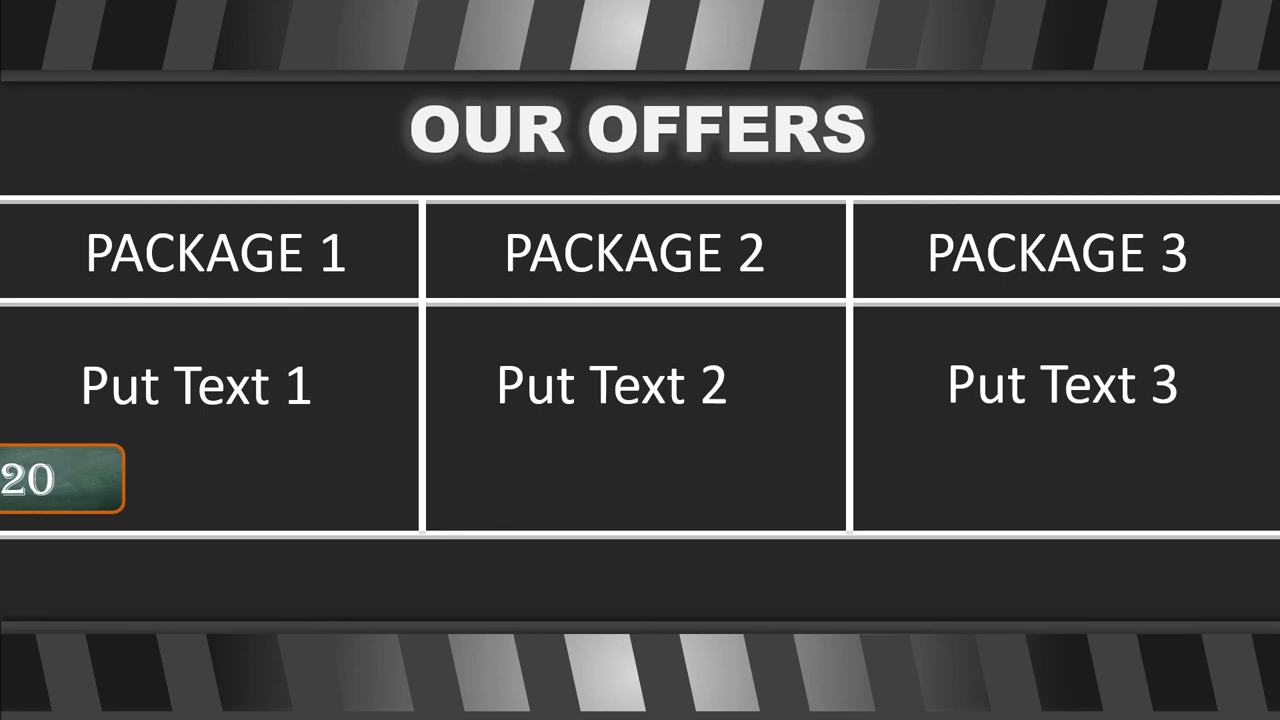 OUR OFFERS
PACKAGE 1
PACKAGE 2
PACKAGE 3
Put Text 1
Put Text 2
Put Text 3
20